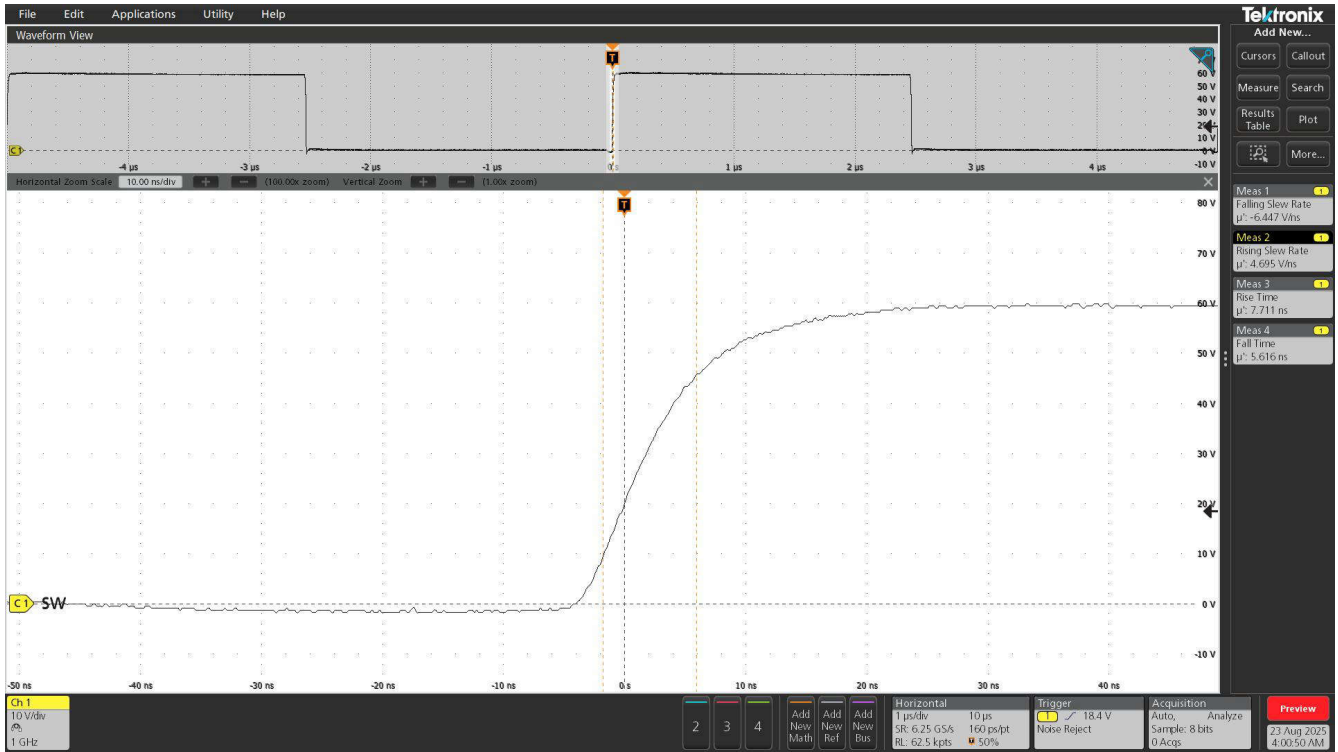 File Edit Applications Utility Help
Tektronix
Waveform View
Add New...
Cursors Callout
Measure Search
Results Table Plot
More...
T
60 V
50 V
40 V
30 V
10 V
-10 V
C1
-4 µs -3 µs -2 µs -1 µs 1 µs 2 µs 3 µs 4 µs
Horizontal Zoom Scale 10.00 ns/div + − (100.00x zoom) Vertical Zoom + − (1.00x zoom)
T
80 V
70 V
60 V
50 V
40 V
30 V
20 V
10 V
0 V
-10 V
C1 SW
-50 ns -40 ns -30 ns -20 ns -10 ns 0 s 10 ns 20 ns 30 ns 40 ns
Meas 1 1
Falling Slew Rate
µ': -6.447 V/ns
Meas 2 1
Rising Slew Rate
µ': 4.695 V/ns
Meas 3 1
Rise Time
µ': 7.711 ns
Meas 4 1
Fall Time
µ': 5.616 ns
Ch 1
10 V/div
1 GHz
2 3 4
Add New Math
Add New Ref
Add New Bus
Horizontal
1 µs/div 10 µs
SR: 6.25 GS/s 160 ps/pt
RL: 62.5 kpts 50%
Trigger
1 18.4 V
Noise Reject
Acquisition
Auto, Analyze
Sample: 8 bits
0 Acqs
Preview
23 Aug 2025
4:00:50 AM